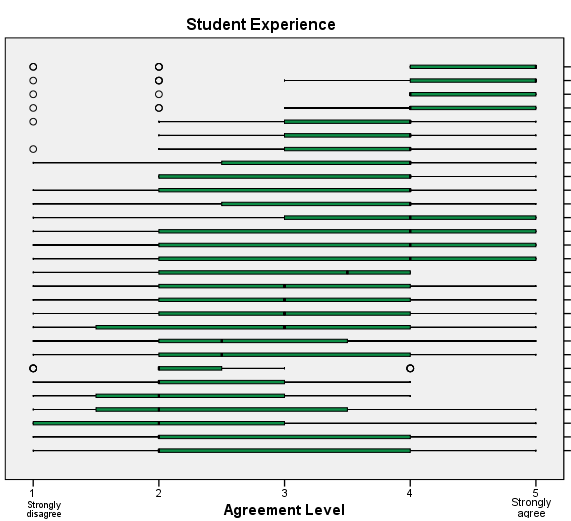 Student Experience
1 2 3 4 5
Strongly
disagree
Agreement Level
Strongly
agree